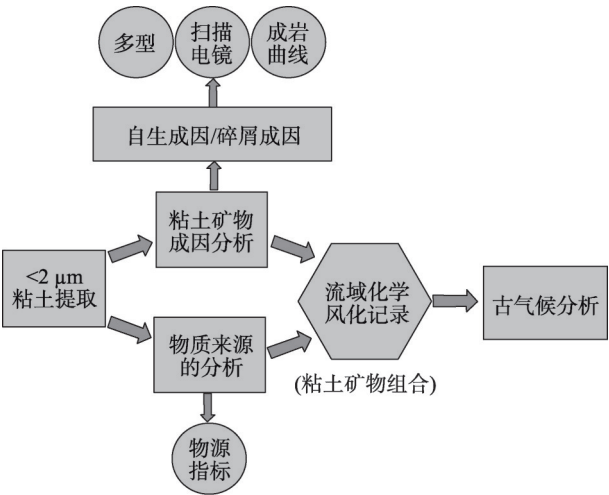 多型
扫描
电镜
成岩
曲线
自生成因/碎屑成因
粘土矿物
成因分析
<2 μm
粘土提取
流域化学
风化记录
古气候分析
物质来源
的分析
(粘土矿物组合)
物源
指标